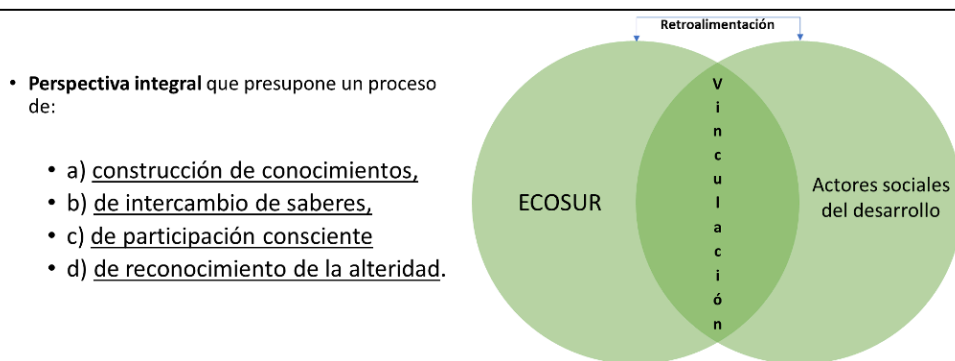 Retroalimentación
• Perspectiva integral que presupone un proceso
de:
• a) construcción de conocimientos,
• b) de intercambio de saberes,
• c) de participación consciente
• d) de reconocimiento de la alteridad.
ECOSUR
Vinculación
Actores sociales
del desarrollo